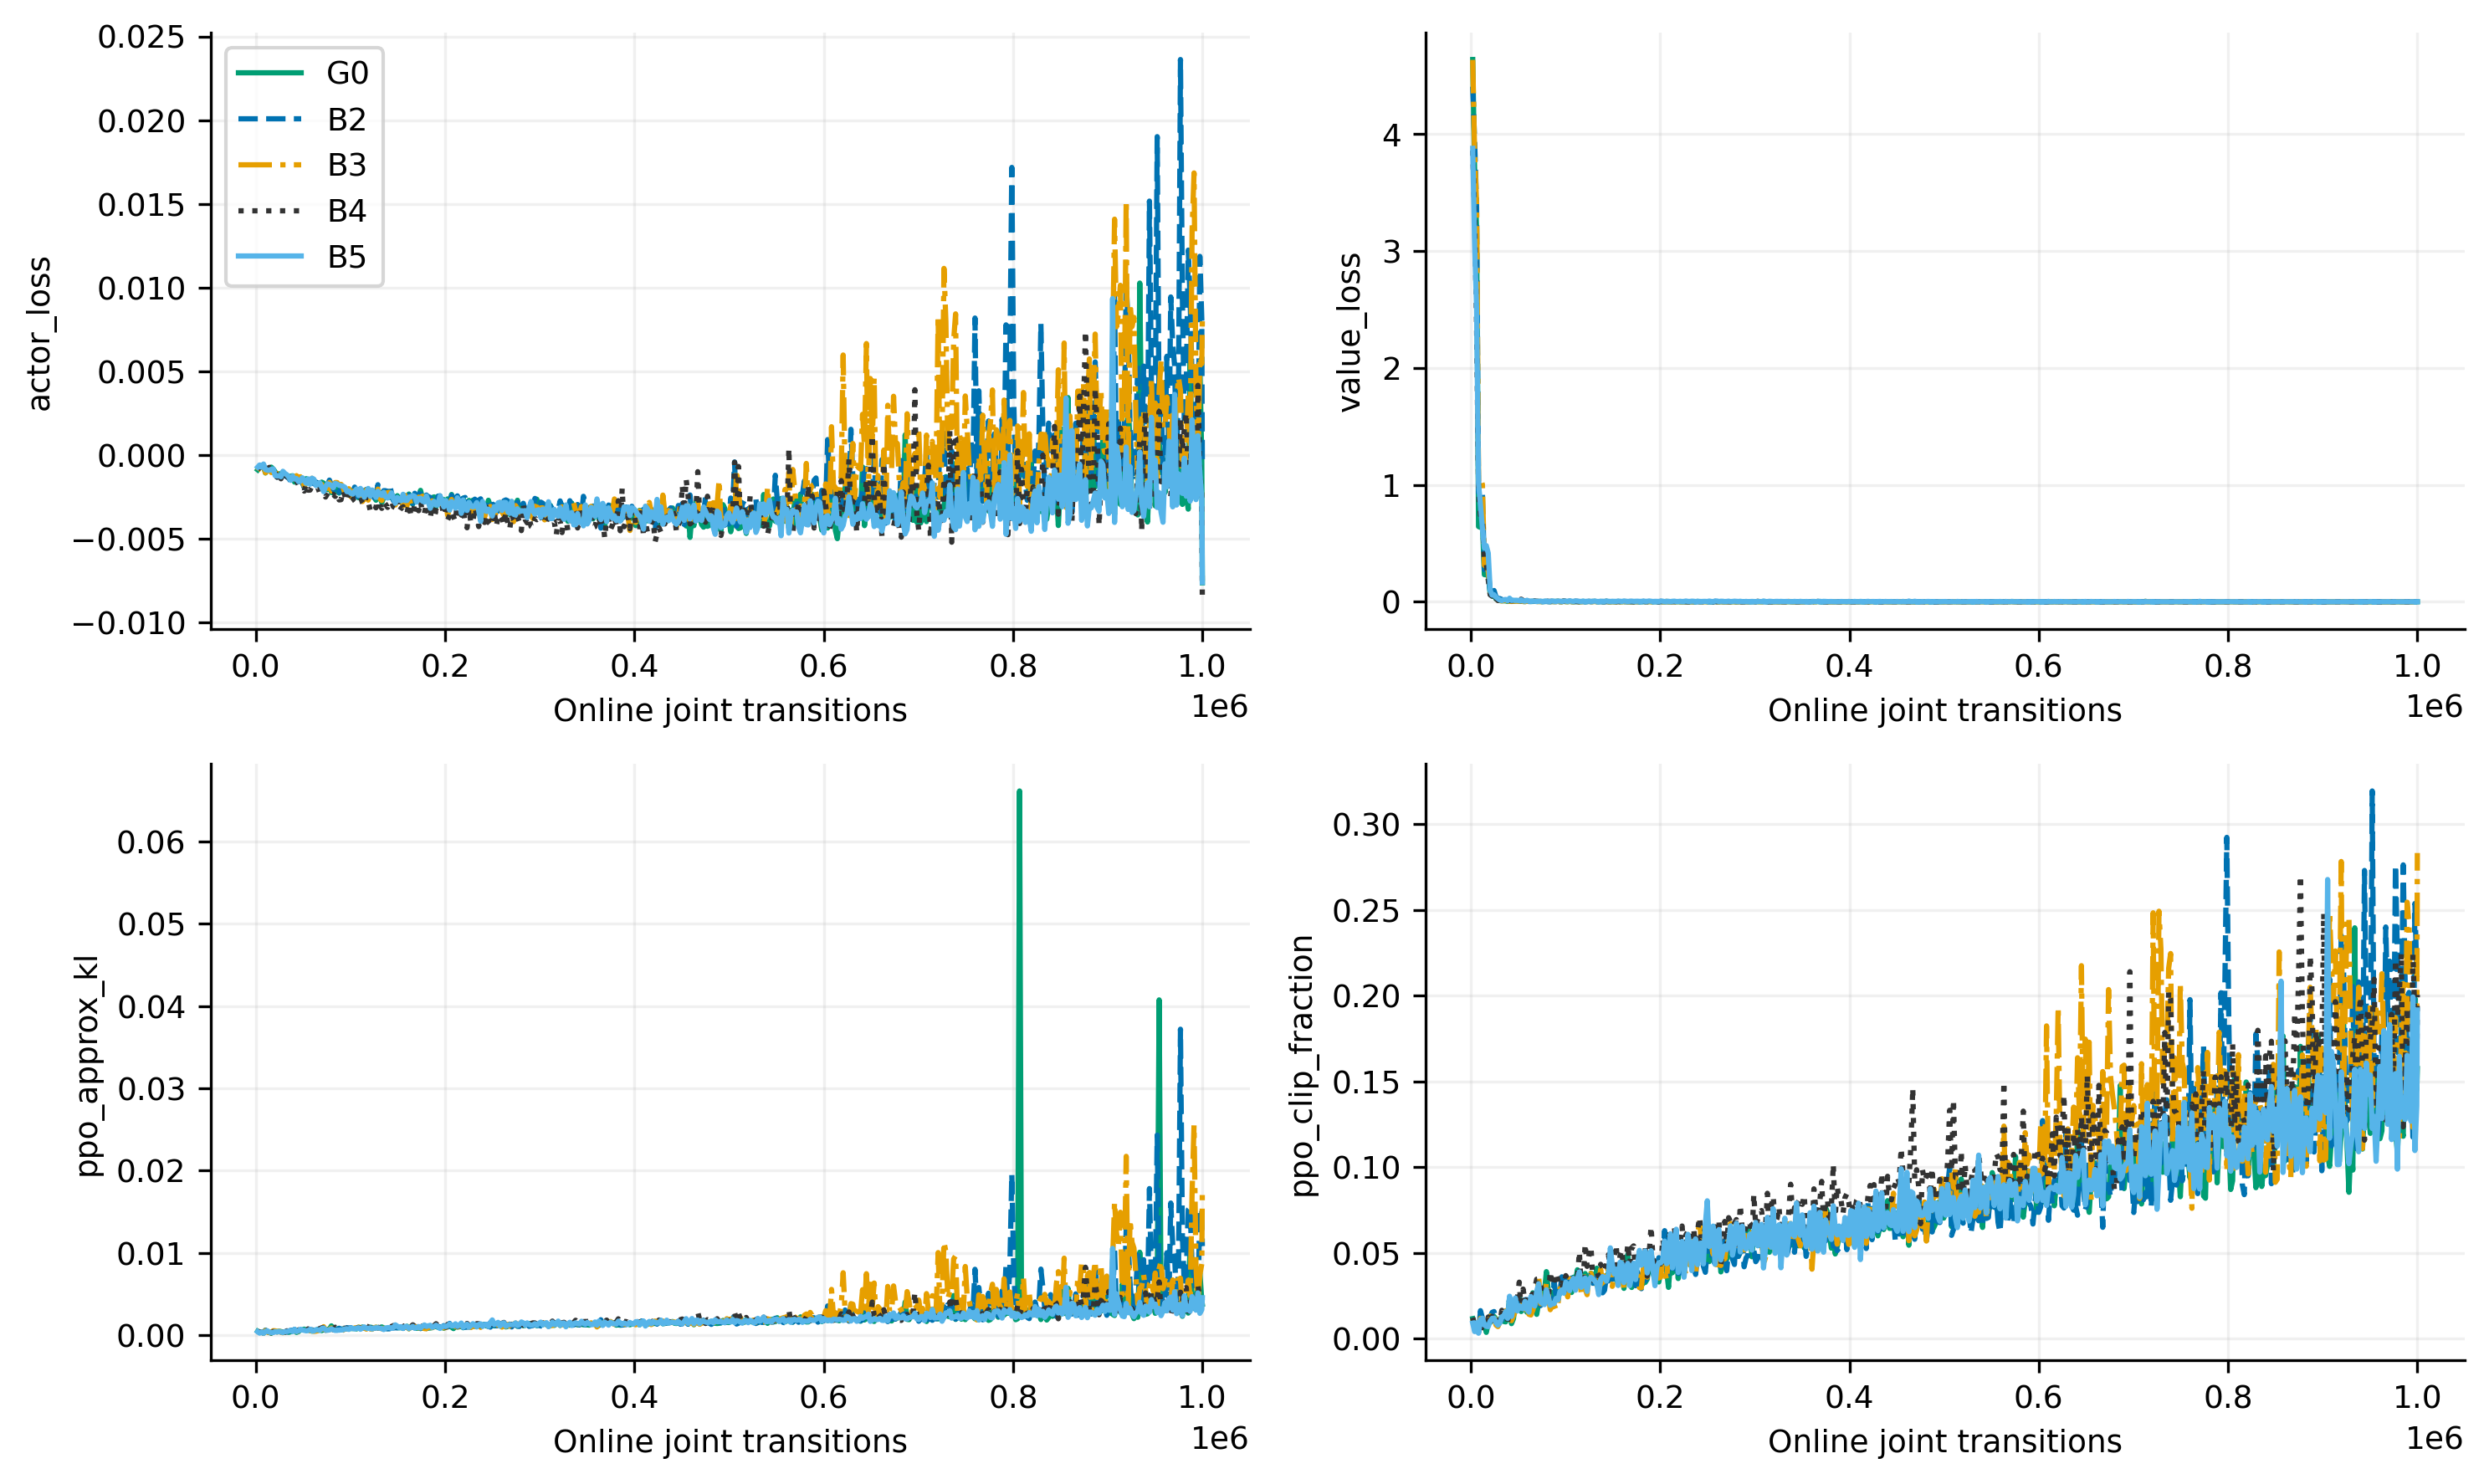 actor_loss
0.025
0.020
0.015
0.010
0.005
0.000
−0.005
−0.010
G0
B2
B3
B4
B5
0.0 0.2 0.4 0.6 0.8 1.0
Online joint transitions
1e6
value_loss
4
3
2
1
0
0.0 0.2 0.4 0.6 0.8 1.0
Online joint transitions
1e6
ppo_approx_kl
0.06
0.05
0.04
0.03
0.02
0.01
0.00
0.0 0.2 0.4 0.6 0.8 1.0
Online joint transitions
1e6
ppo_clip_fraction
0.30
0.25
0.20
0.15
0.10
0.05
0.00
0.0 0.2 0.4 0.6 0.8 1.0
Online joint transitions
1e6